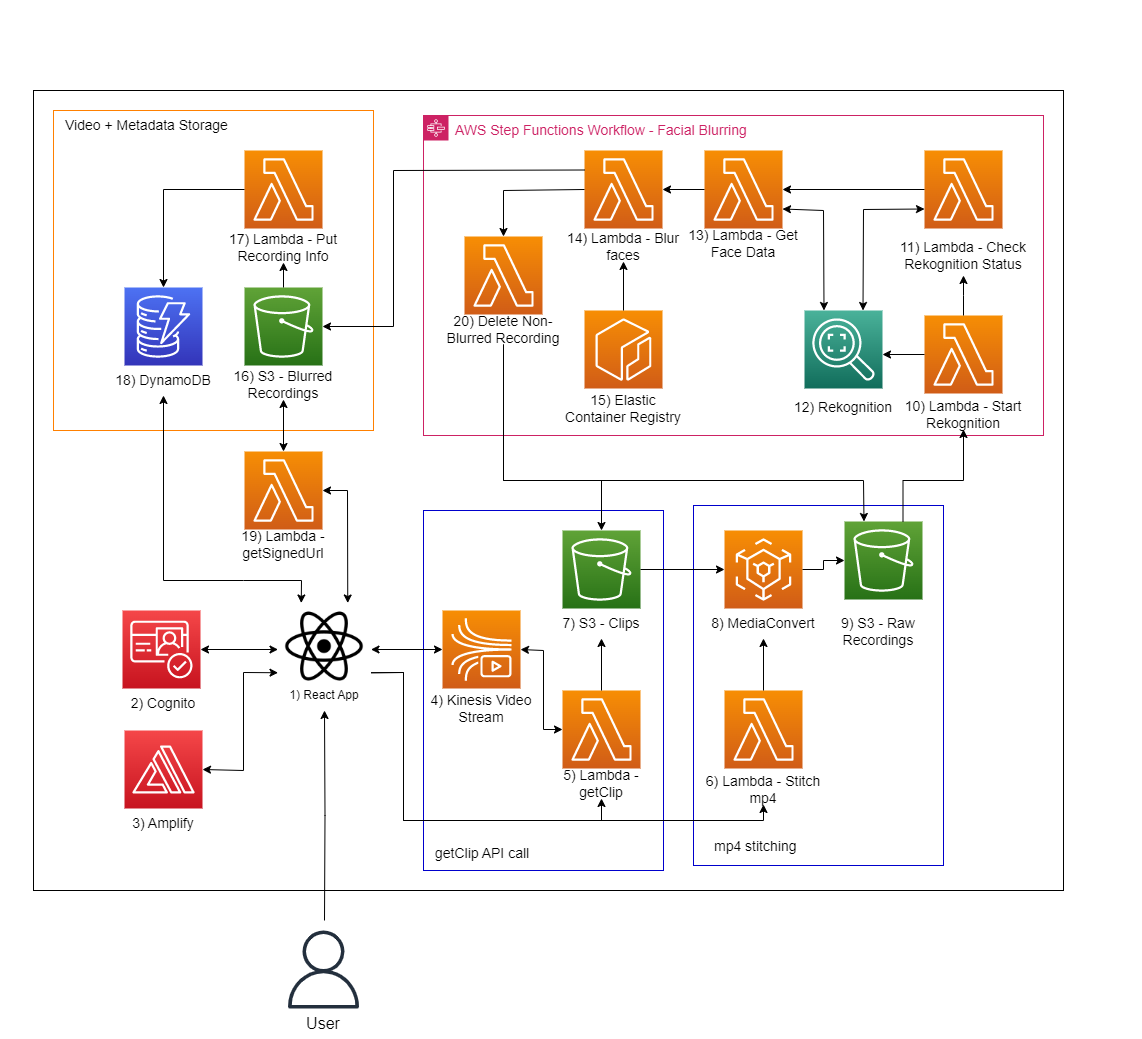 Video + Metadata Storage
AWS Step Functions Workflow - Facial Blurring
17) Lambda - Put
Recording Info
14) Lambda - Blur
faces
13) Lambda - Get
Face Data
11) Lambda - Check
Rekognition Status
20) Delete Non-
Blurred Recording
18) DynamoDB
16) S3 - Blurred
Recordings
15) Elastic
Container Registry
12) Rekognition
10) Lambda - Start
Rekognition
19) Lambda -
getSignedUrl
7) S3 - Clips
8) MediaConvert
9) S3 - Raw
Recordings
2) Cognito
1) React App
4) Kinesis Video
Stream
5) Lambda -
getClip
6) Lambda - Stitch
mp4
3) Amplify
getClip API call
mp4 stitching
User